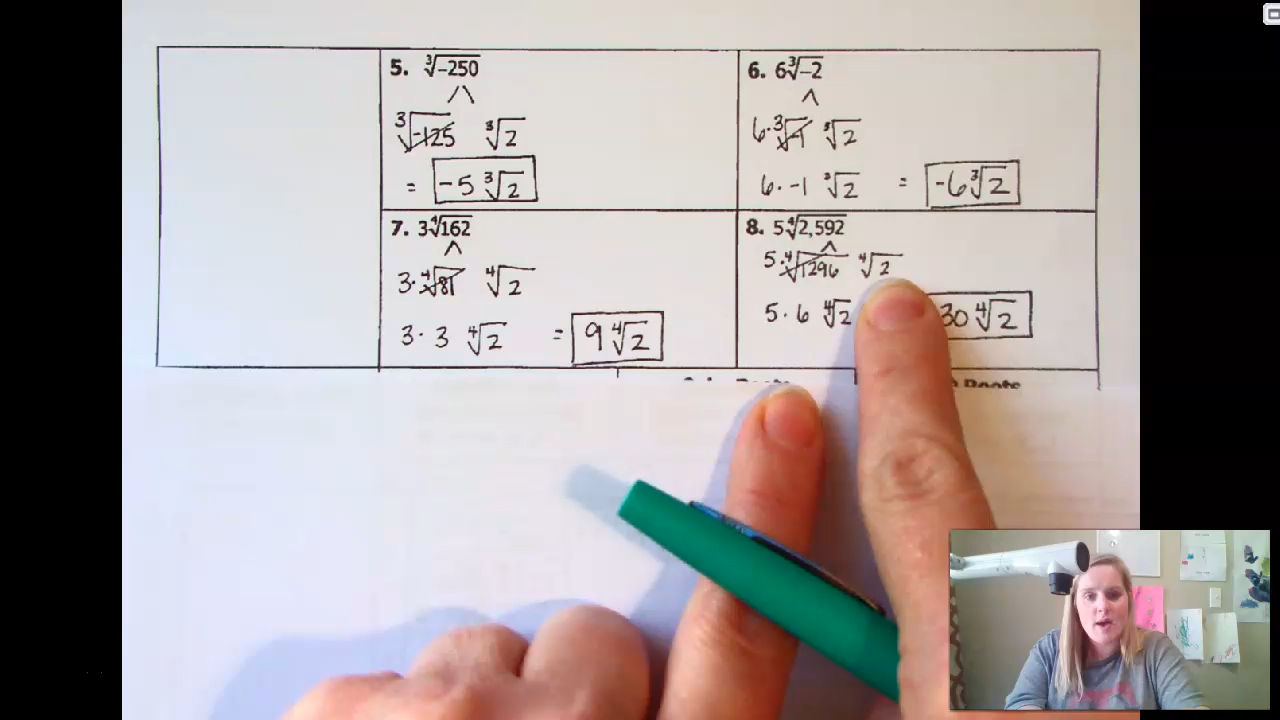 5. ∛-250
∛-125 ∛2
= -5 ∛2
6. 6∛-2
6·∛-1 ∛2
6·-1 ∛2 = -6∛2
7. 3∜162
3·∜81 ∜2
3·3 ∜2 = 9∜2
8. 5∜2,592
5·∜1296 ∜2
5·6 ∜2 30∜2
Roots